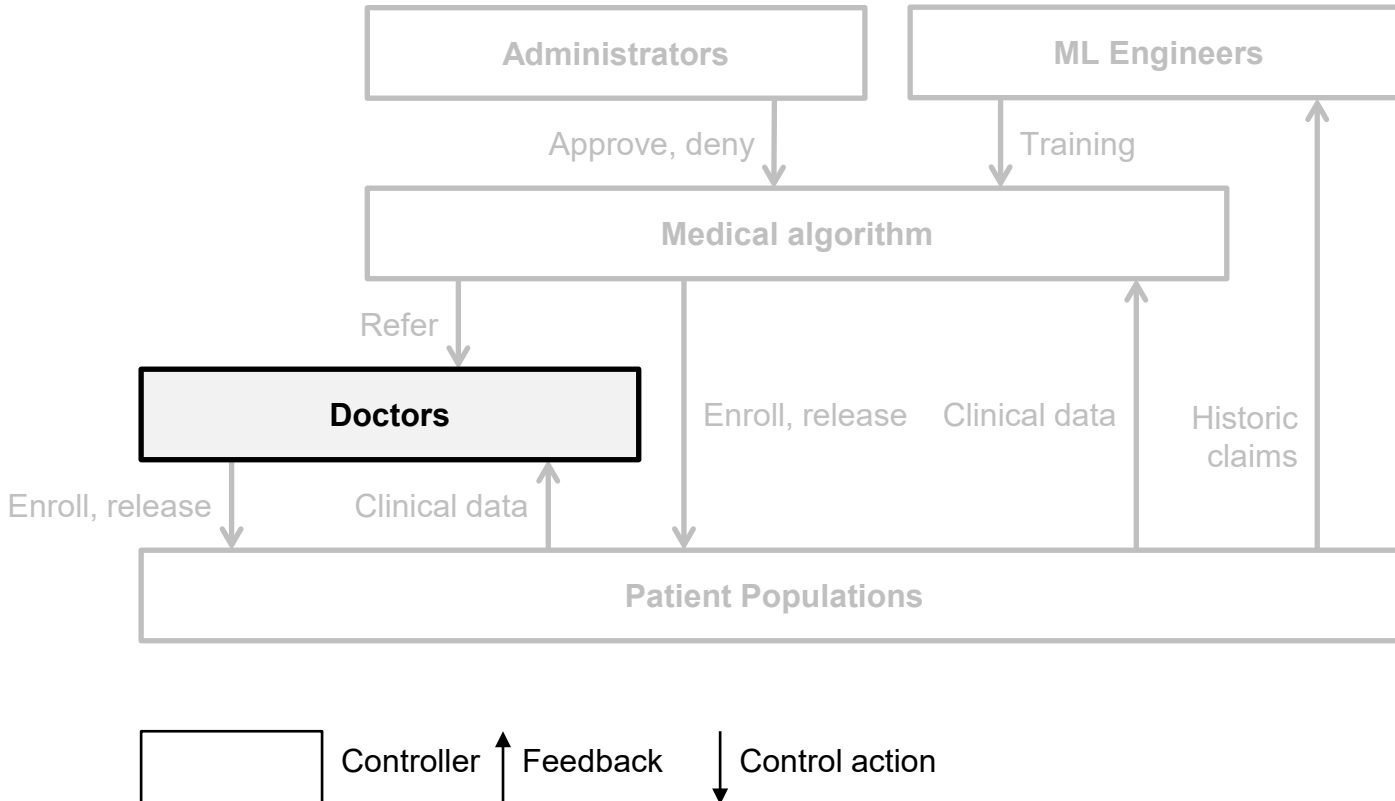 Administrators
ML Engineers
Approve, deny
Training
Medical algorithm
Refer
Doctors
Enroll, release
Clinical data
Historic
claims
Enroll, release
Clinical data
Patient Populations
Controller
Feedback
Control action